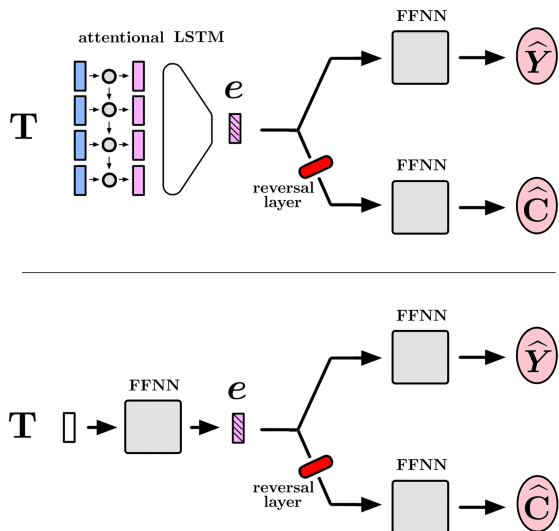 attentional LSTM
FFNN
Ŷ
T
e
reversal
layer
FFNN
Ĉ
FFNN
Ŷ
T
FFNN
e
reversal
layer
FFNN
Ĉ